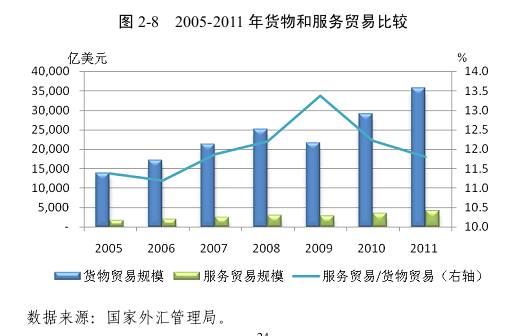 图 2-8 2005-2011 年货物和服务贸易比较
亿美元 %
40,000 14.0
35,000 13.5
30,000 13.0
25,000 12.5
20,000 12.0
15,000 11.5
10,000 11.0
5,000 10.5
- 10.0
2005 2006 2007 2008 2009 2010 2011
货物贸易规模 服务贸易规模 服务贸易/货物贸易（右轴）
数据来源：国家外汇管理局。